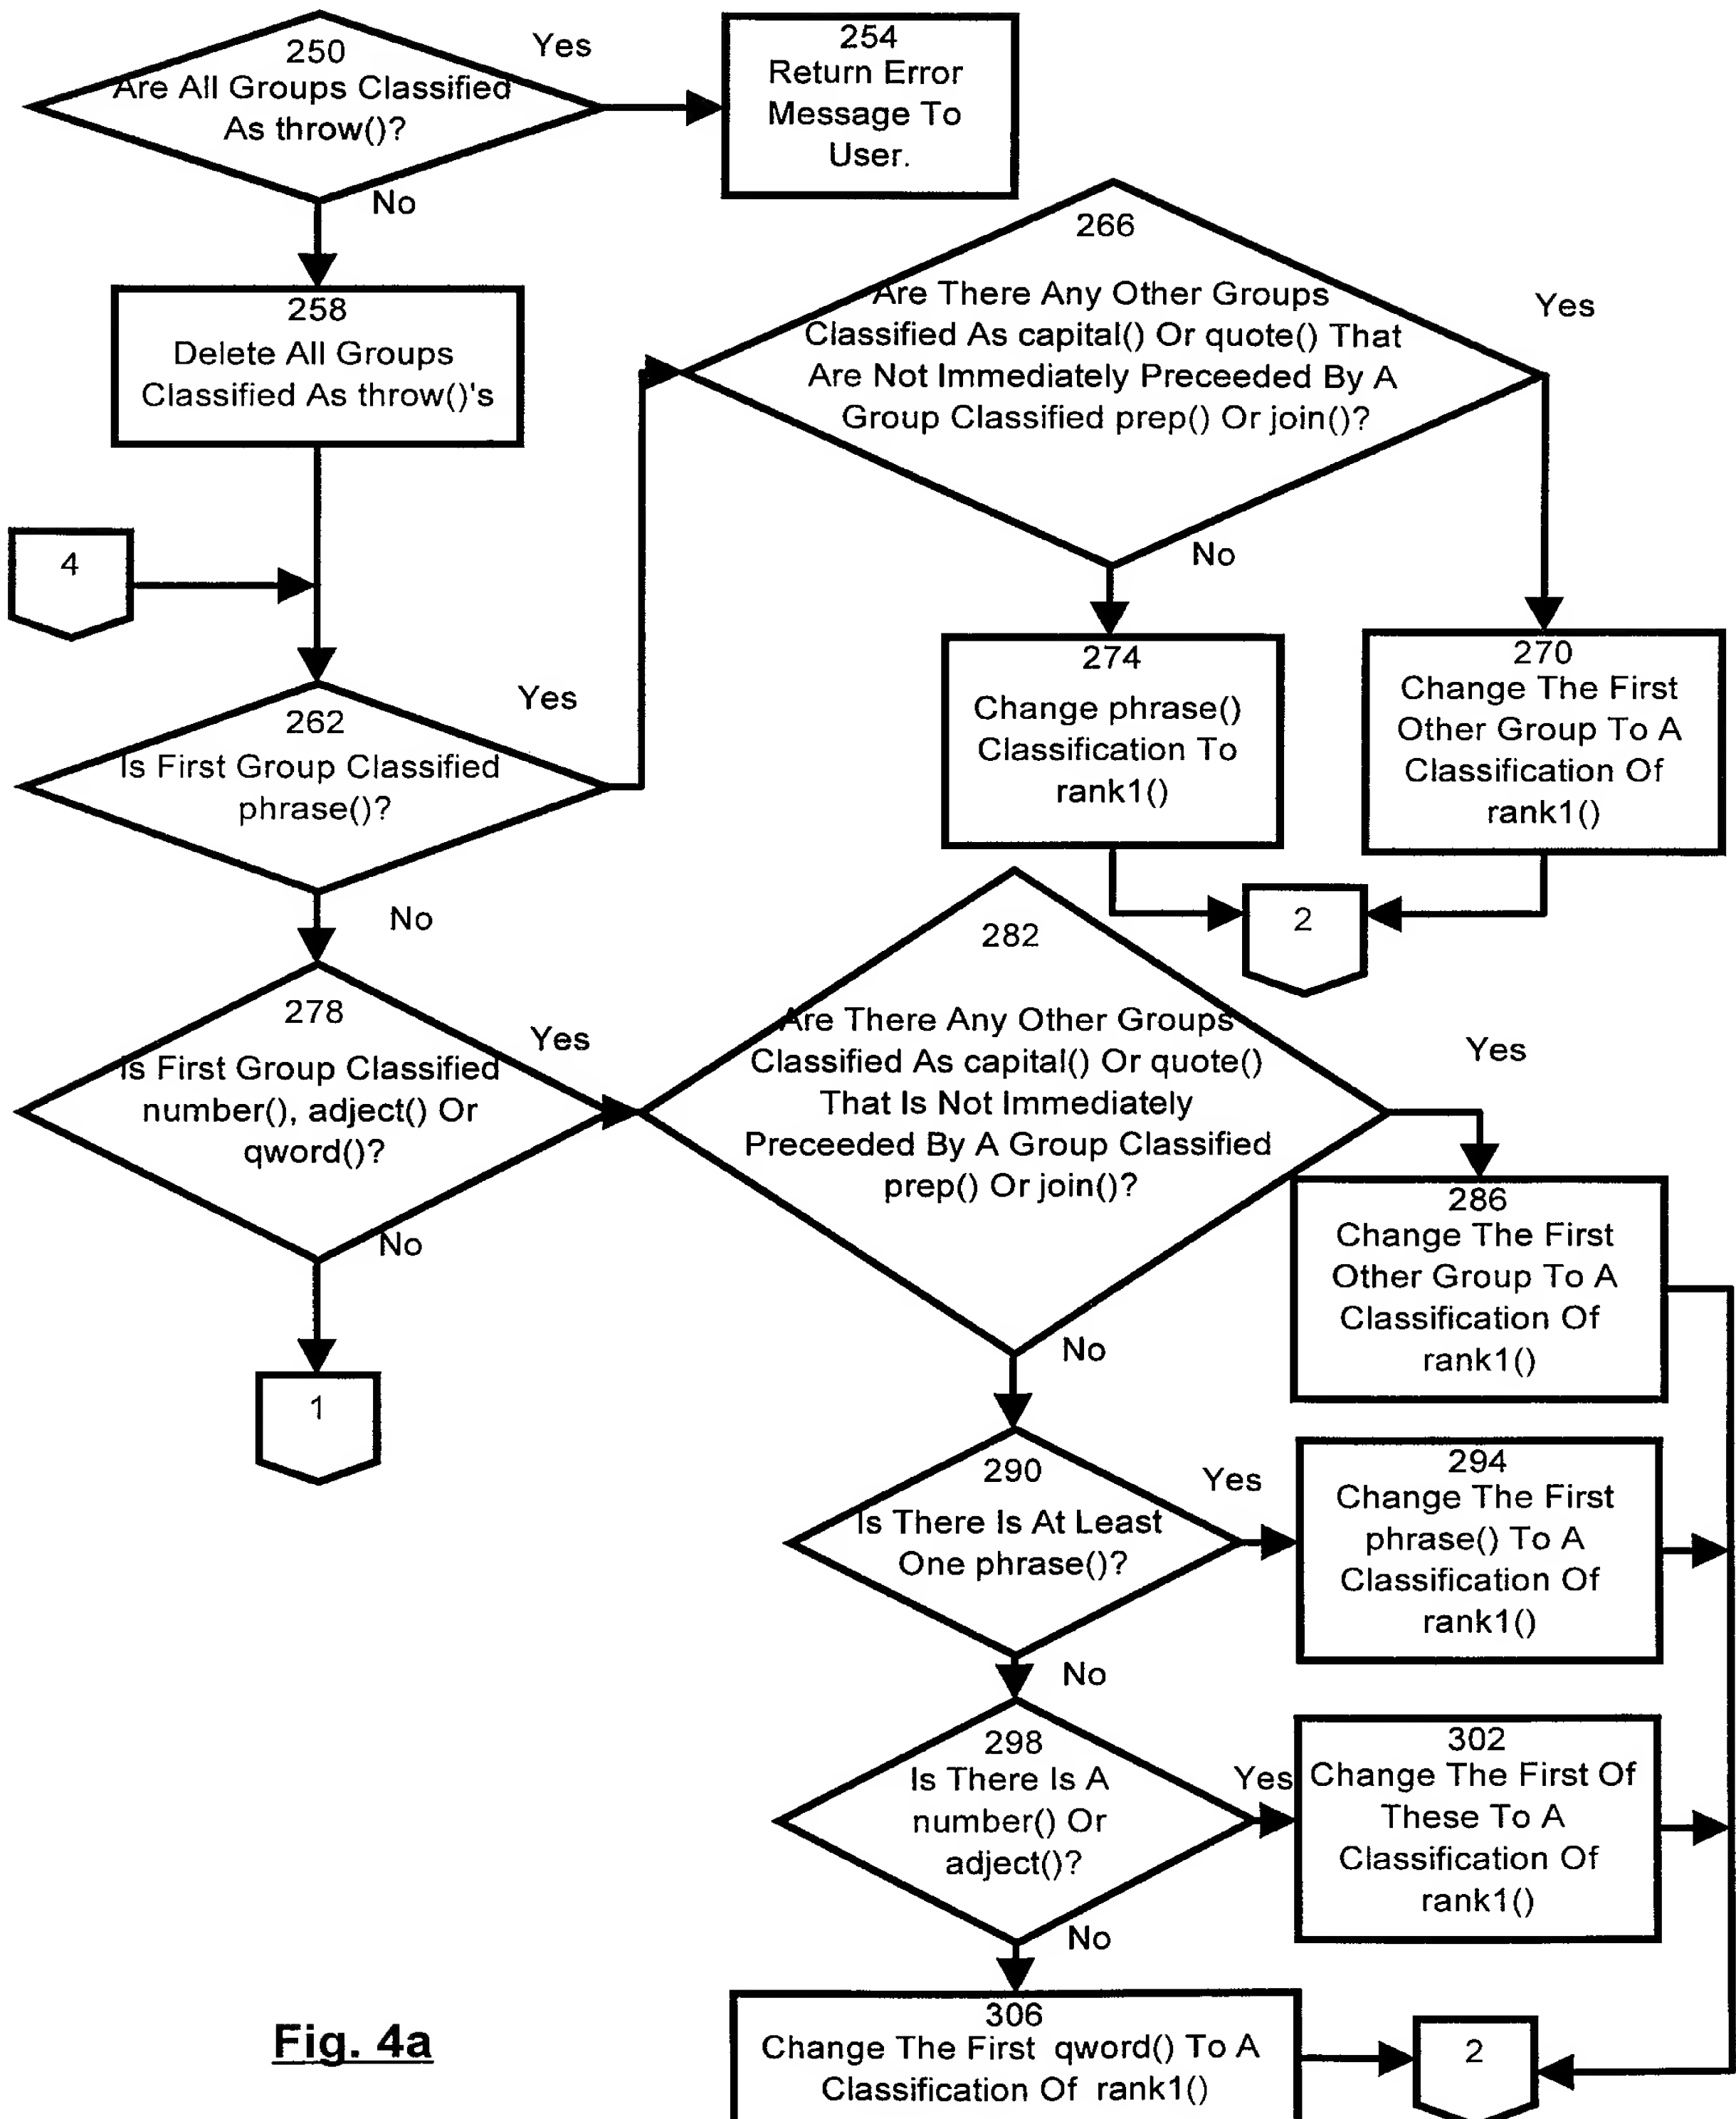 250
Are All Groups Classified
As throw()?
Yes
No
254
Return Error
Message To
User.
258
Delete All Groups
Classified As throw()'s
266
Are There Any Other Groups
Classified As capital() Or quote() That
Are Not Immediately Preceeded By A
Group Classified prep() Or join()?
Yes
No
4
262
Is First Group Classified
phrase()?
Yes
No
274
Change phrase()
Classification To
rank1()
270
Change The First
Other Group To A
Classification Of
rank1()
2
278
Is First Group Classified
number(), adject() Or
qword()?
Yes
No
1
282
Are There Any Other Groups
Classified As capital() Or quote()
That Is Not Immediately
Preceeded By A Group Classified
prep() Or join()?
Yes
No
286
Change The First
Other Group To A
Classification Of
rank1()
290
Is There Is At Least
One phrase()?
Yes
No
294
Change The First
phrase() To A
Classification Of
rank1()
298
Is There Is A
number() Or
adject()?
Yes
No
302
Change The First Of
These To A
Classification Of
rank1()
306
Change The First qword() To A
Classification Of rank1()
2
Fig. 4a